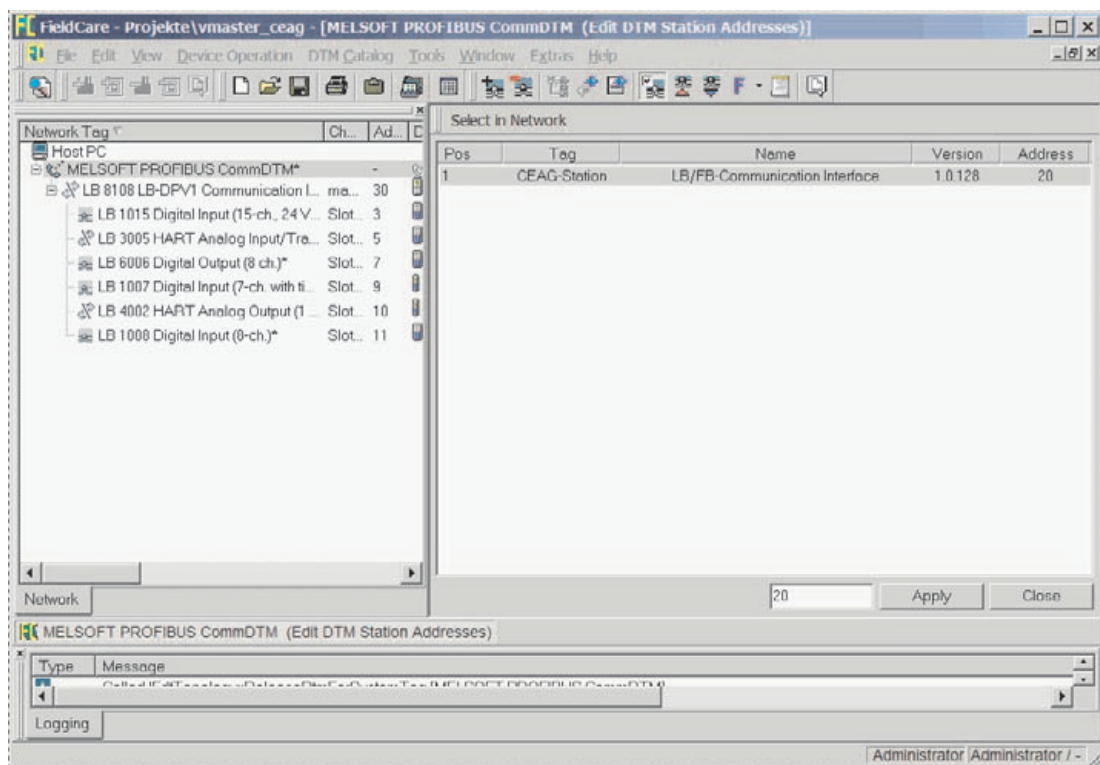 FieldCare - Projekte\vmaster_ceag - [MELSOFT PROFIBUS CommDTM (Edit DTM Station Addresses)]
File Edit View Device Operation DTM Catalog Tools Window Extras Help
Network Tag Ch... Ad... D
Host PC
MELSOFT PROFIBUS CommDTM* -
LB 8108 LB-DPV1 Communication I... ma... 30
LB 1015 Digital Input (15-ch., 24 V... Slot... 3
LB 3005 HART Analog Input/Tra... Slot... 5
LB 6006 Digital Output (8 ch.)* Slot... 7
LB 1007 Digital Input (7-ch. with ti... Slot... 9
LB 4002 HART Analog Output (1 ... Slot... 10
LB 1008 Digital Input (8-ch.)* Slot... 11
Network
Select in Network
Pos Tag Name Version Address
1 CEAG-Station LB/FB-Communication Interface 1.0.128 20
20 Apply Close
MELSOFT PROFIBUS CommDTM (Edit DTM Station Addresses)
Type Message
Logging
Administrator Administrator / -